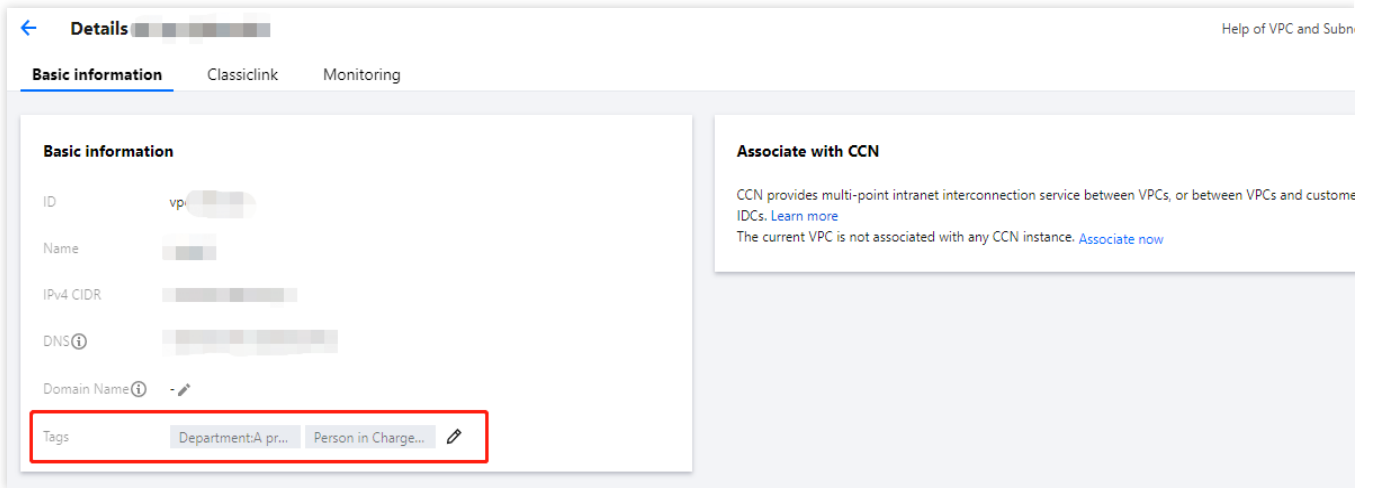 Details
Help of VPC and Subn
Basic information Classiclink Monitoring
Basic information
ID vp
Name
IPv4 CIDR
DNS
Domain Name -
Tags Department:A pr... Person in Charge...
Associate with CCN
CCN provides multi-point intranet interconnection service between VPCs, or between VPCs and custome
IDCs. Learn more
The current VPC is not associated with any CCN instance. Associate now